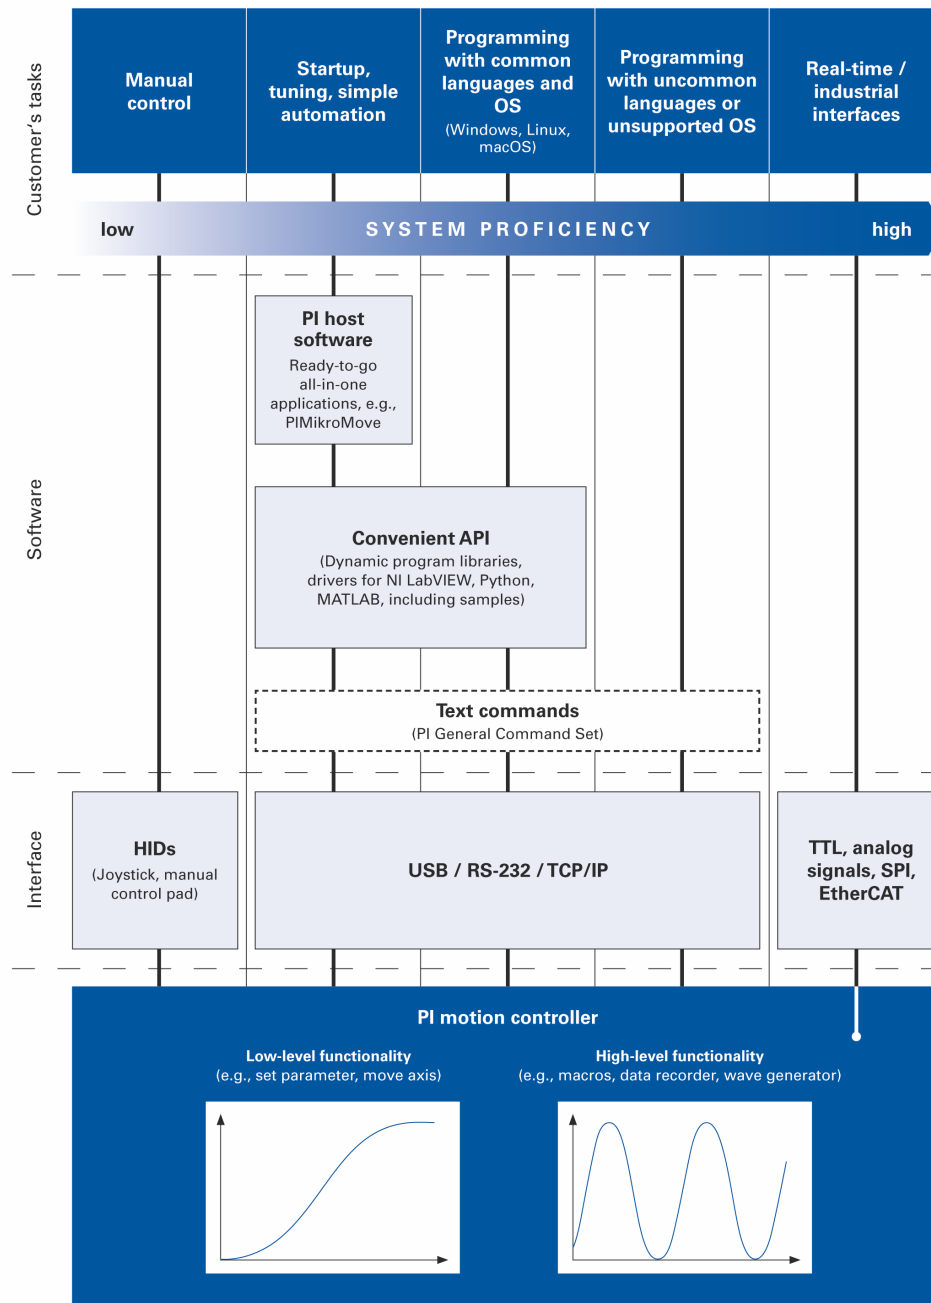 Customer‘s tasks
Manual
control
Startup,
tuning, simple
automation
Programming
with common
languages and
OS
(Windows, Linux,
macOS)
Programming
with uncommon
languages or
unsupported OS
Real-time /
industrial
interfaces
low
SYSTEM PROFICIENCY
high
Software
PI host
software
Ready-to-go
all-in-one
applications, e.g.,
PIMikroMove
Convenient API
(Dynamic program libraries,
drivers for NI LabVIEW, Python,
MATLAB, including samples)
Text commands
(PI General Command Set)
Interface
HIDs
(Joystick, manual
control pad)
USB / RS-232 / TCP/IP
TTL, analog
signals, SPI,
EtherCAT
PI motion controller
Low-level functionality
(e.g., set parameter, move axis)
High-level functionality
(e.g., macros, data recorder, wave generator)